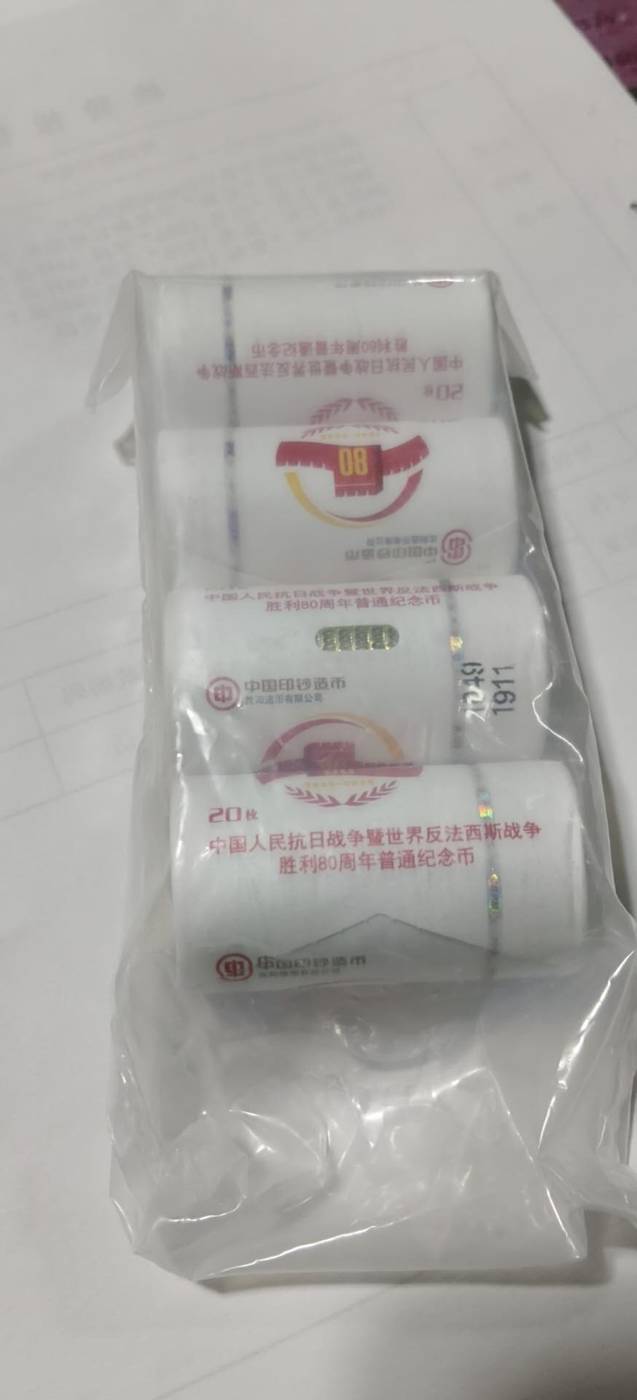 20枚
中国人民抗日战争暨世界反法西斯战争
胜利80周年普通纪念币
80
中国印钞造币
中国人民抗日战争暨世界反法西斯战争
胜利80周年普通纪念币
中国印钞造币
1911
20枚
中国人民抗日战争暨世界反法西斯战争
胜利80周年普通纪念币
中国印钞造币